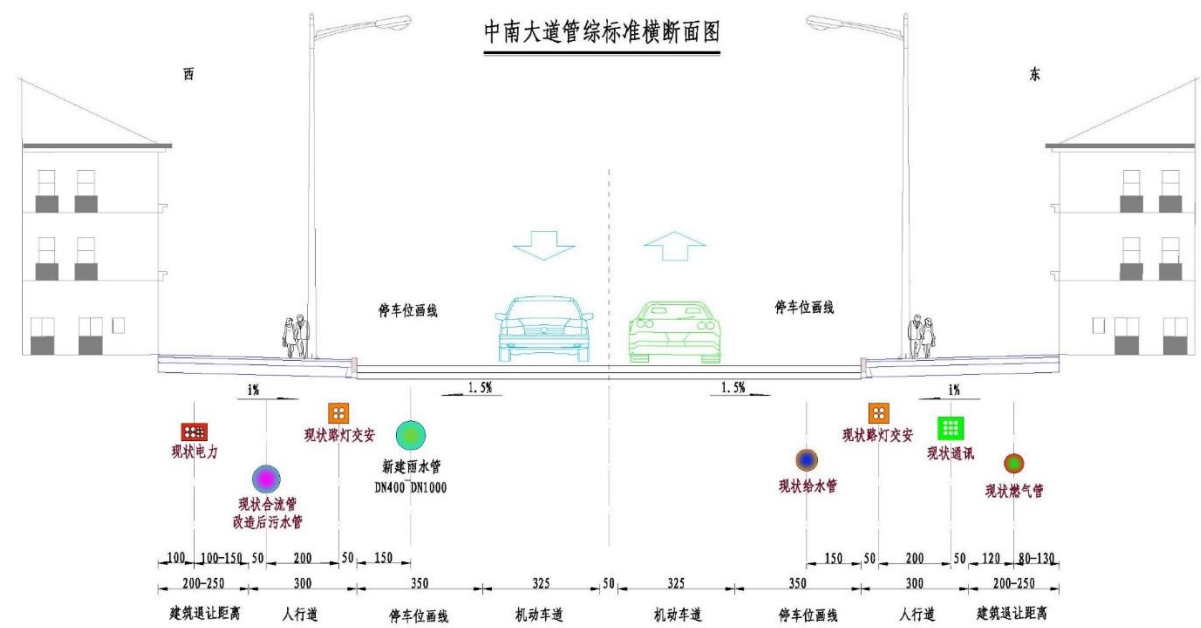 中南大道管综标准横断面图
西
东
停车位画线
停车位画线
i%
1.5%
1.5%
i%
现状电力
现状路灯交安
现状路灯交安
现状通讯
现状合流管
改造后污水管
新建雨水管
DN400~DN1000
现状给水管
现状燃气管
100 100-150 50 200 50 150 150 50 200 50 120 80-130
200-250 300 350 325 50 325 350 300 200-250
建筑退让距离 人行道 停车位画线 机动车道 机动车道 停车位画线 人行道 建筑退让距离